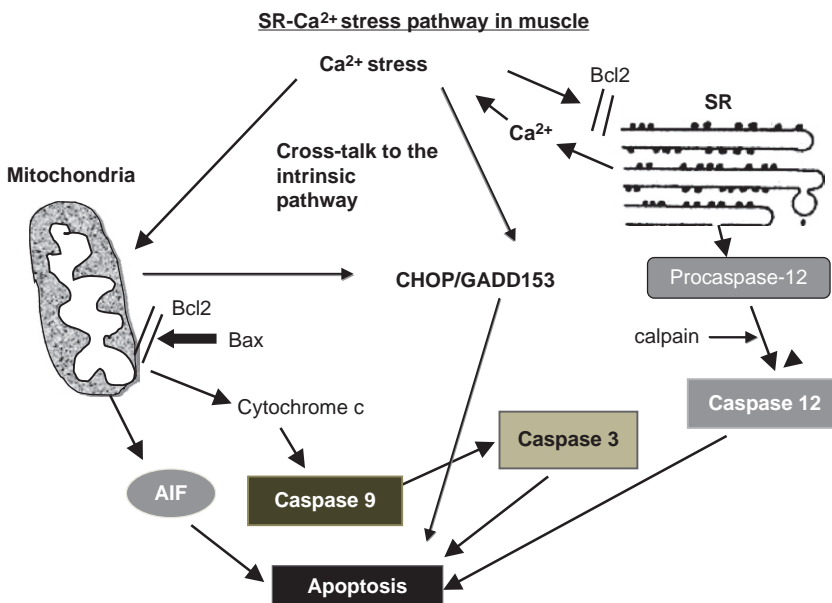 SR-Ca²⁺ stress pathway in muscle
Ca²⁺ stress
Bcl2
SR
Ca²⁺
Cross-talk to the
intrinsic
pathway
Mitochondria
CHOP/GADD153
Procaspase-12
Bcl2
Bax
calpain
Cytochrome c
Caspase 12
Caspase 3
AIF
Caspase 9
Apoptosis